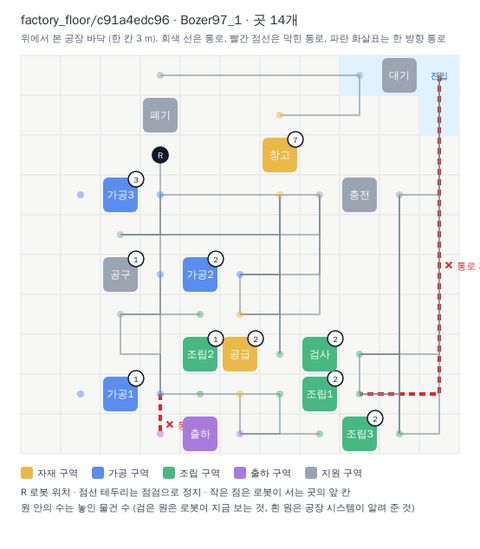 factory_floor/c91a4edc96 · Bozer97_1 · 곳 14개
위에서 본 공장 바닥 (한 칸 3 m). 회색 선은 통로, 빨간 점선은 막힌 통로, 파란 화살표는 한 방향 통로
대기
폐기
7
창고
R
3
가공3
충전
1
2
공구
가공2
✖ 통로
1
2
2
조립2
공급
검사
1
2
가공1
조립1
2
✖
출하
조립3
자재 구역
가공 구역
조립 구역
출하 구역
지원 구역
R 로봇 위치 · 점선 테두리는 점검으로 정지 · 작은 점은 로봇이 서는 곳의 앞 칸
원 안의 수는 놓인 물건 수 (검은 원은 로봇이 지금 보는 것, 흰 원은 공장 시스템이 알려 준 것)